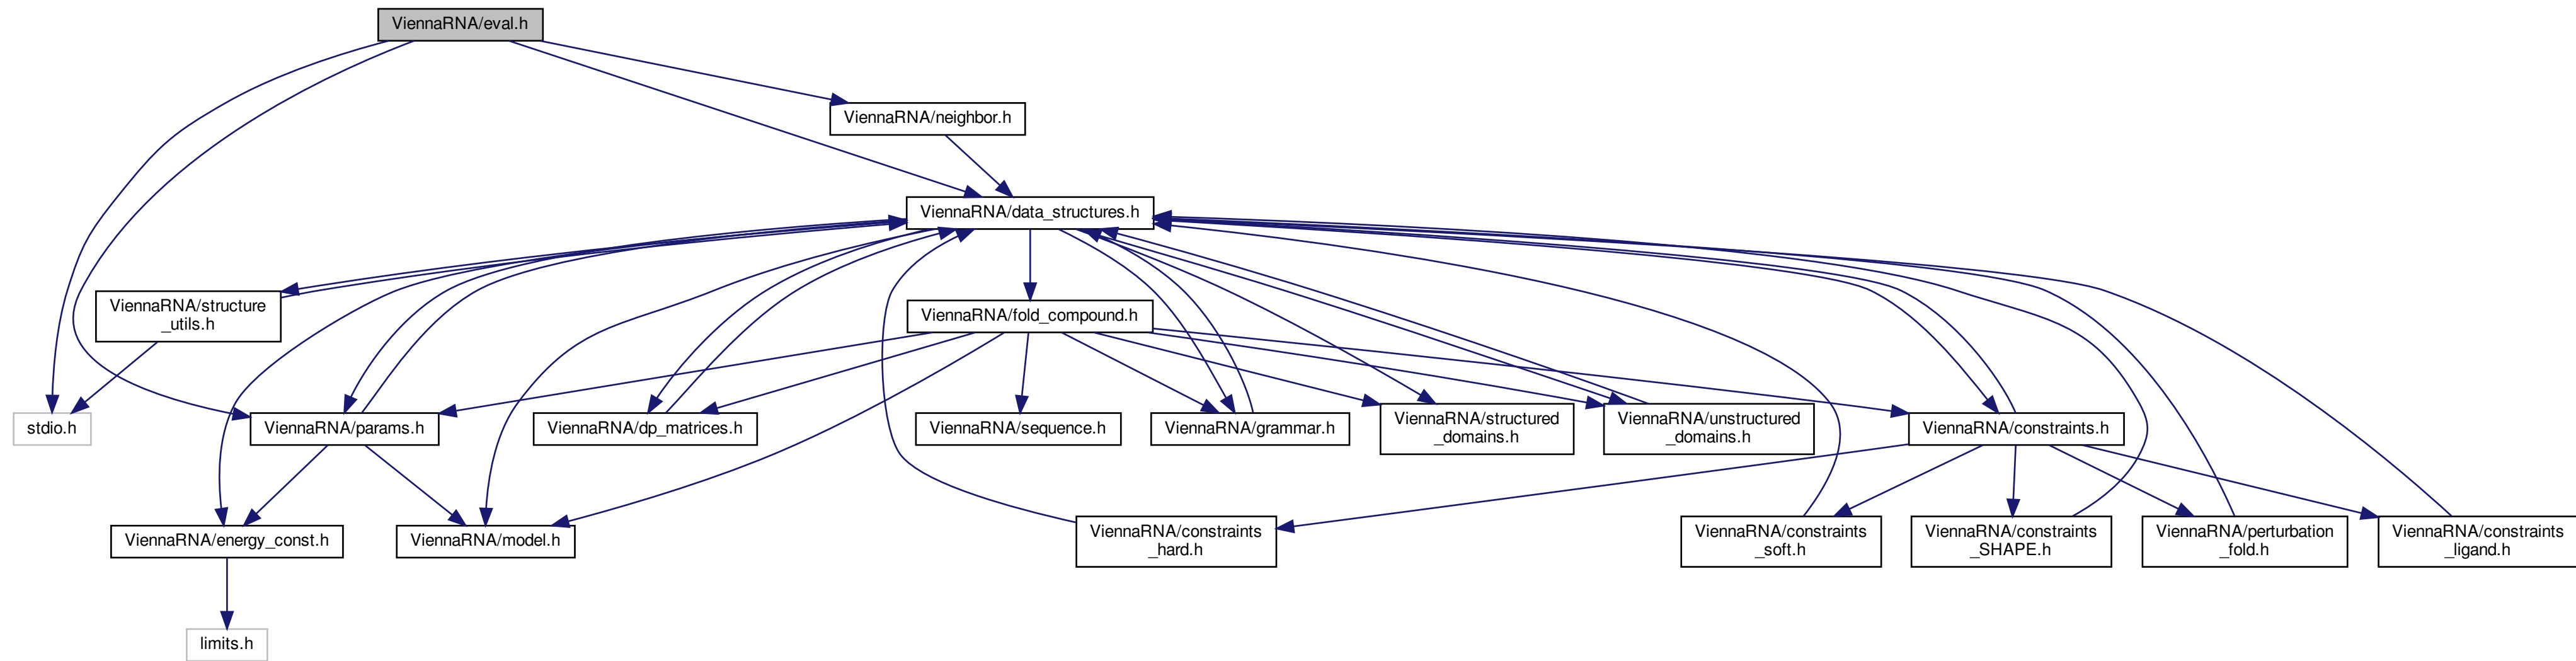 ViennaRNA/eval.h
ViennaRNA/neighbor.h
ViennaRNA/data_structures.h
ViennaRNA/structure
_utils.h
ViennaRNA/fold_compound.h
stdio.h
ViennaRNA/params.h
ViennaRNA/dp_matrices.h
ViennaRNA/sequence.h
ViennaRNA/grammar.h
ViennaRNA/structured
_domains.h
ViennaRNA/unstructured
_domains.h
ViennaRNA/constraints.h
ViennaRNA/energy_const.h
ViennaRNA/model.h
ViennaRNA/constraints
_hard.h
ViennaRNA/constraints
_soft.h
ViennaRNA/constraints
_SHAPE.h
ViennaRNA/perturbation
_fold.h
ViennaRNA/constraints
_ligand.h
limits.h